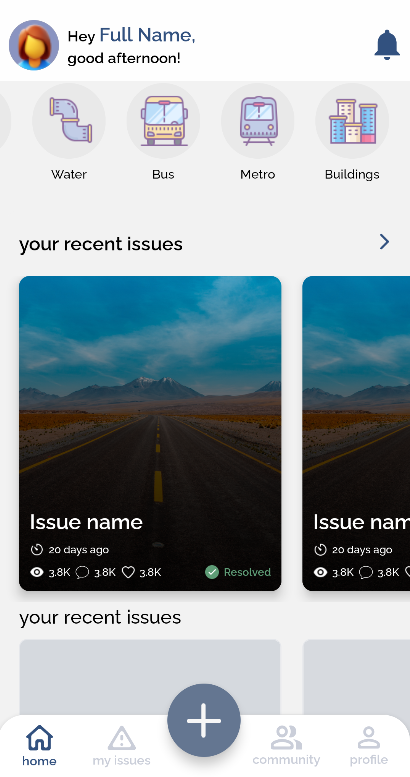 Hey Full Name,
good afternoon!
Water
Bus
Metro
Buildings
your recent issues
Issue name
20 days ago
3.8K 3.8K 3.8K
Resolved
Issue nam
20 days ago
3.8K 3.8K
your recent issues
home
my issues
community
profile